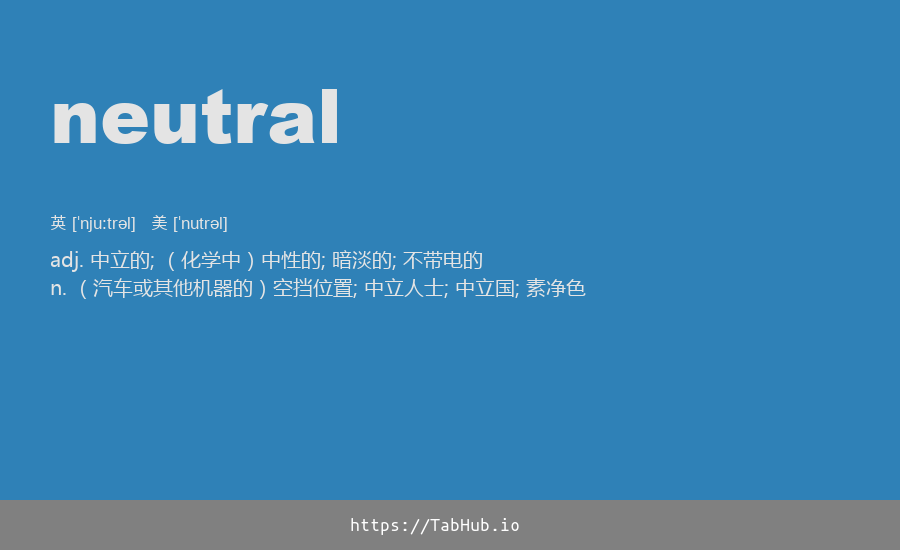 neutral
英 [ˈnjuːtrəl] 美 [ˈnutrəl]
adj. 中立的; （化学中）中性的; 暗淡的; 不带电的
n. （汽车或其他机器的）空挡位置; 中立人士; 中立国; 素净色
https://TabHub.io